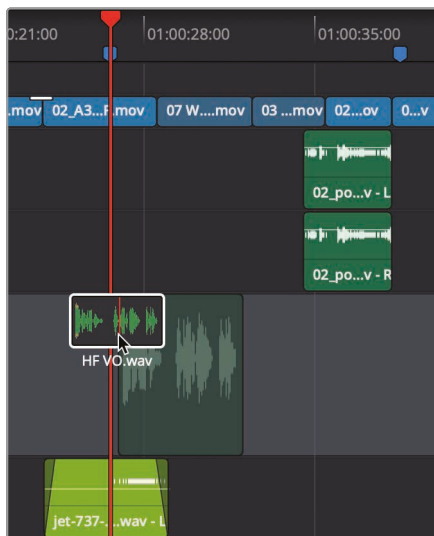 0:21:00 01:00:28:00 01:00:35:00
.mov 02_A3...F.mov 07 W....mov 03 ...mov 02...ov 0...v
02_po...v - L
02_po...v - R
HF VO.wav
jet-737-....wav - L